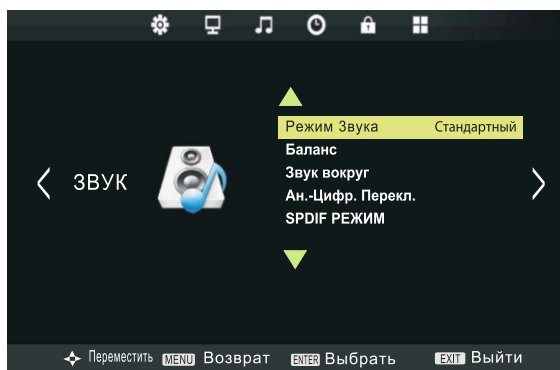 Режим Звука Стандартный
Баланс
Звук вокруг
ЗВУК
Ан.-Цифр. Перекл.
SPDIF РЕЖИМ
Переместить MENU Возврат ENTER Выбрать EXIT Выйти